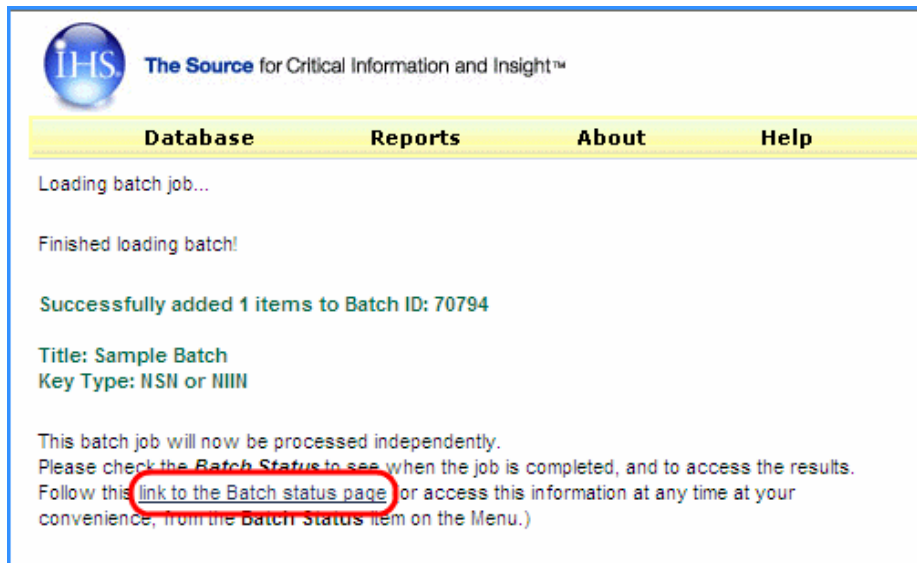 IHS®
The Source for Critical Information and Insight™
Database Reports About Help
Loading batch job...
Finished loading batch!
Successfully added 1 items to Batch ID: 70794
Title: Sample Batch
Key Type: NSN or NIIN
This batch job will now be processed independently.
Please check the Batch Status to see when the job is completed, and to access the results.
Follow this link to the Batch status page or access this information at any time at your
convenience, from the Batch Status item on the Menu.)